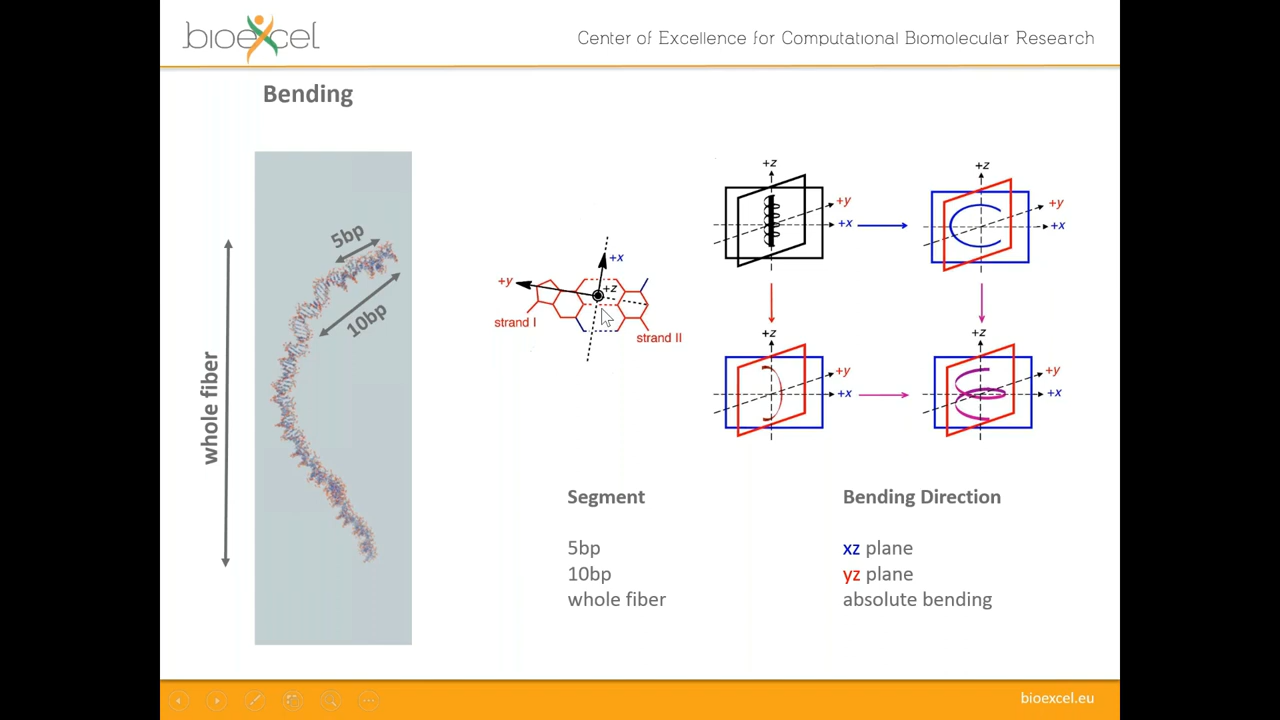 bioexcel
Center of Excellence for Computational Biomolecular Research
Bending
5bp
10bp
whole fiber
+x
+y
+z
strand I
strand II
+z
+y
+x
+z
+y
+x
+z
+y
+x
+z
+y
+x
Segment
Bending Direction
5bp
xz plane
10bp
yz plane
whole fiber
absolute bending
bioexcel.eu